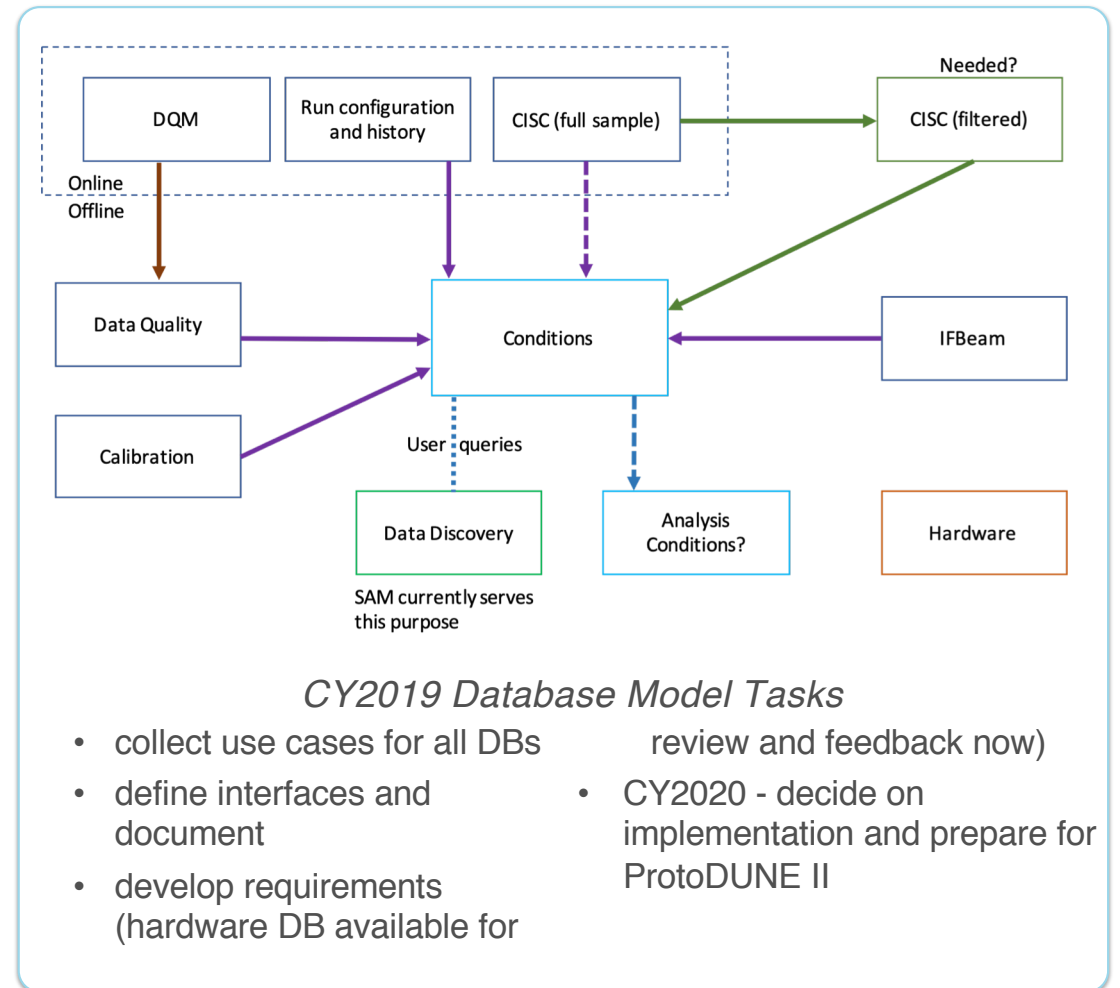 Needed?
DQM
Run configuration
and history
CISC (full sample)
CISC (filtered)
Online
Offline
Data Quality
Conditions
IFBeam
Calibration
User queries
Data Discovery
Analysis
Conditions?
Hardware
SAM currently serves
this purpose
CY2019 Database Model Tasks
• collect use cases for all DBs
• define interfaces and
document
• develop requirements
(hardware DB available for
review and feedback now)
• CY2020 - decide on
implementation and prepare for
ProtoDUNE II